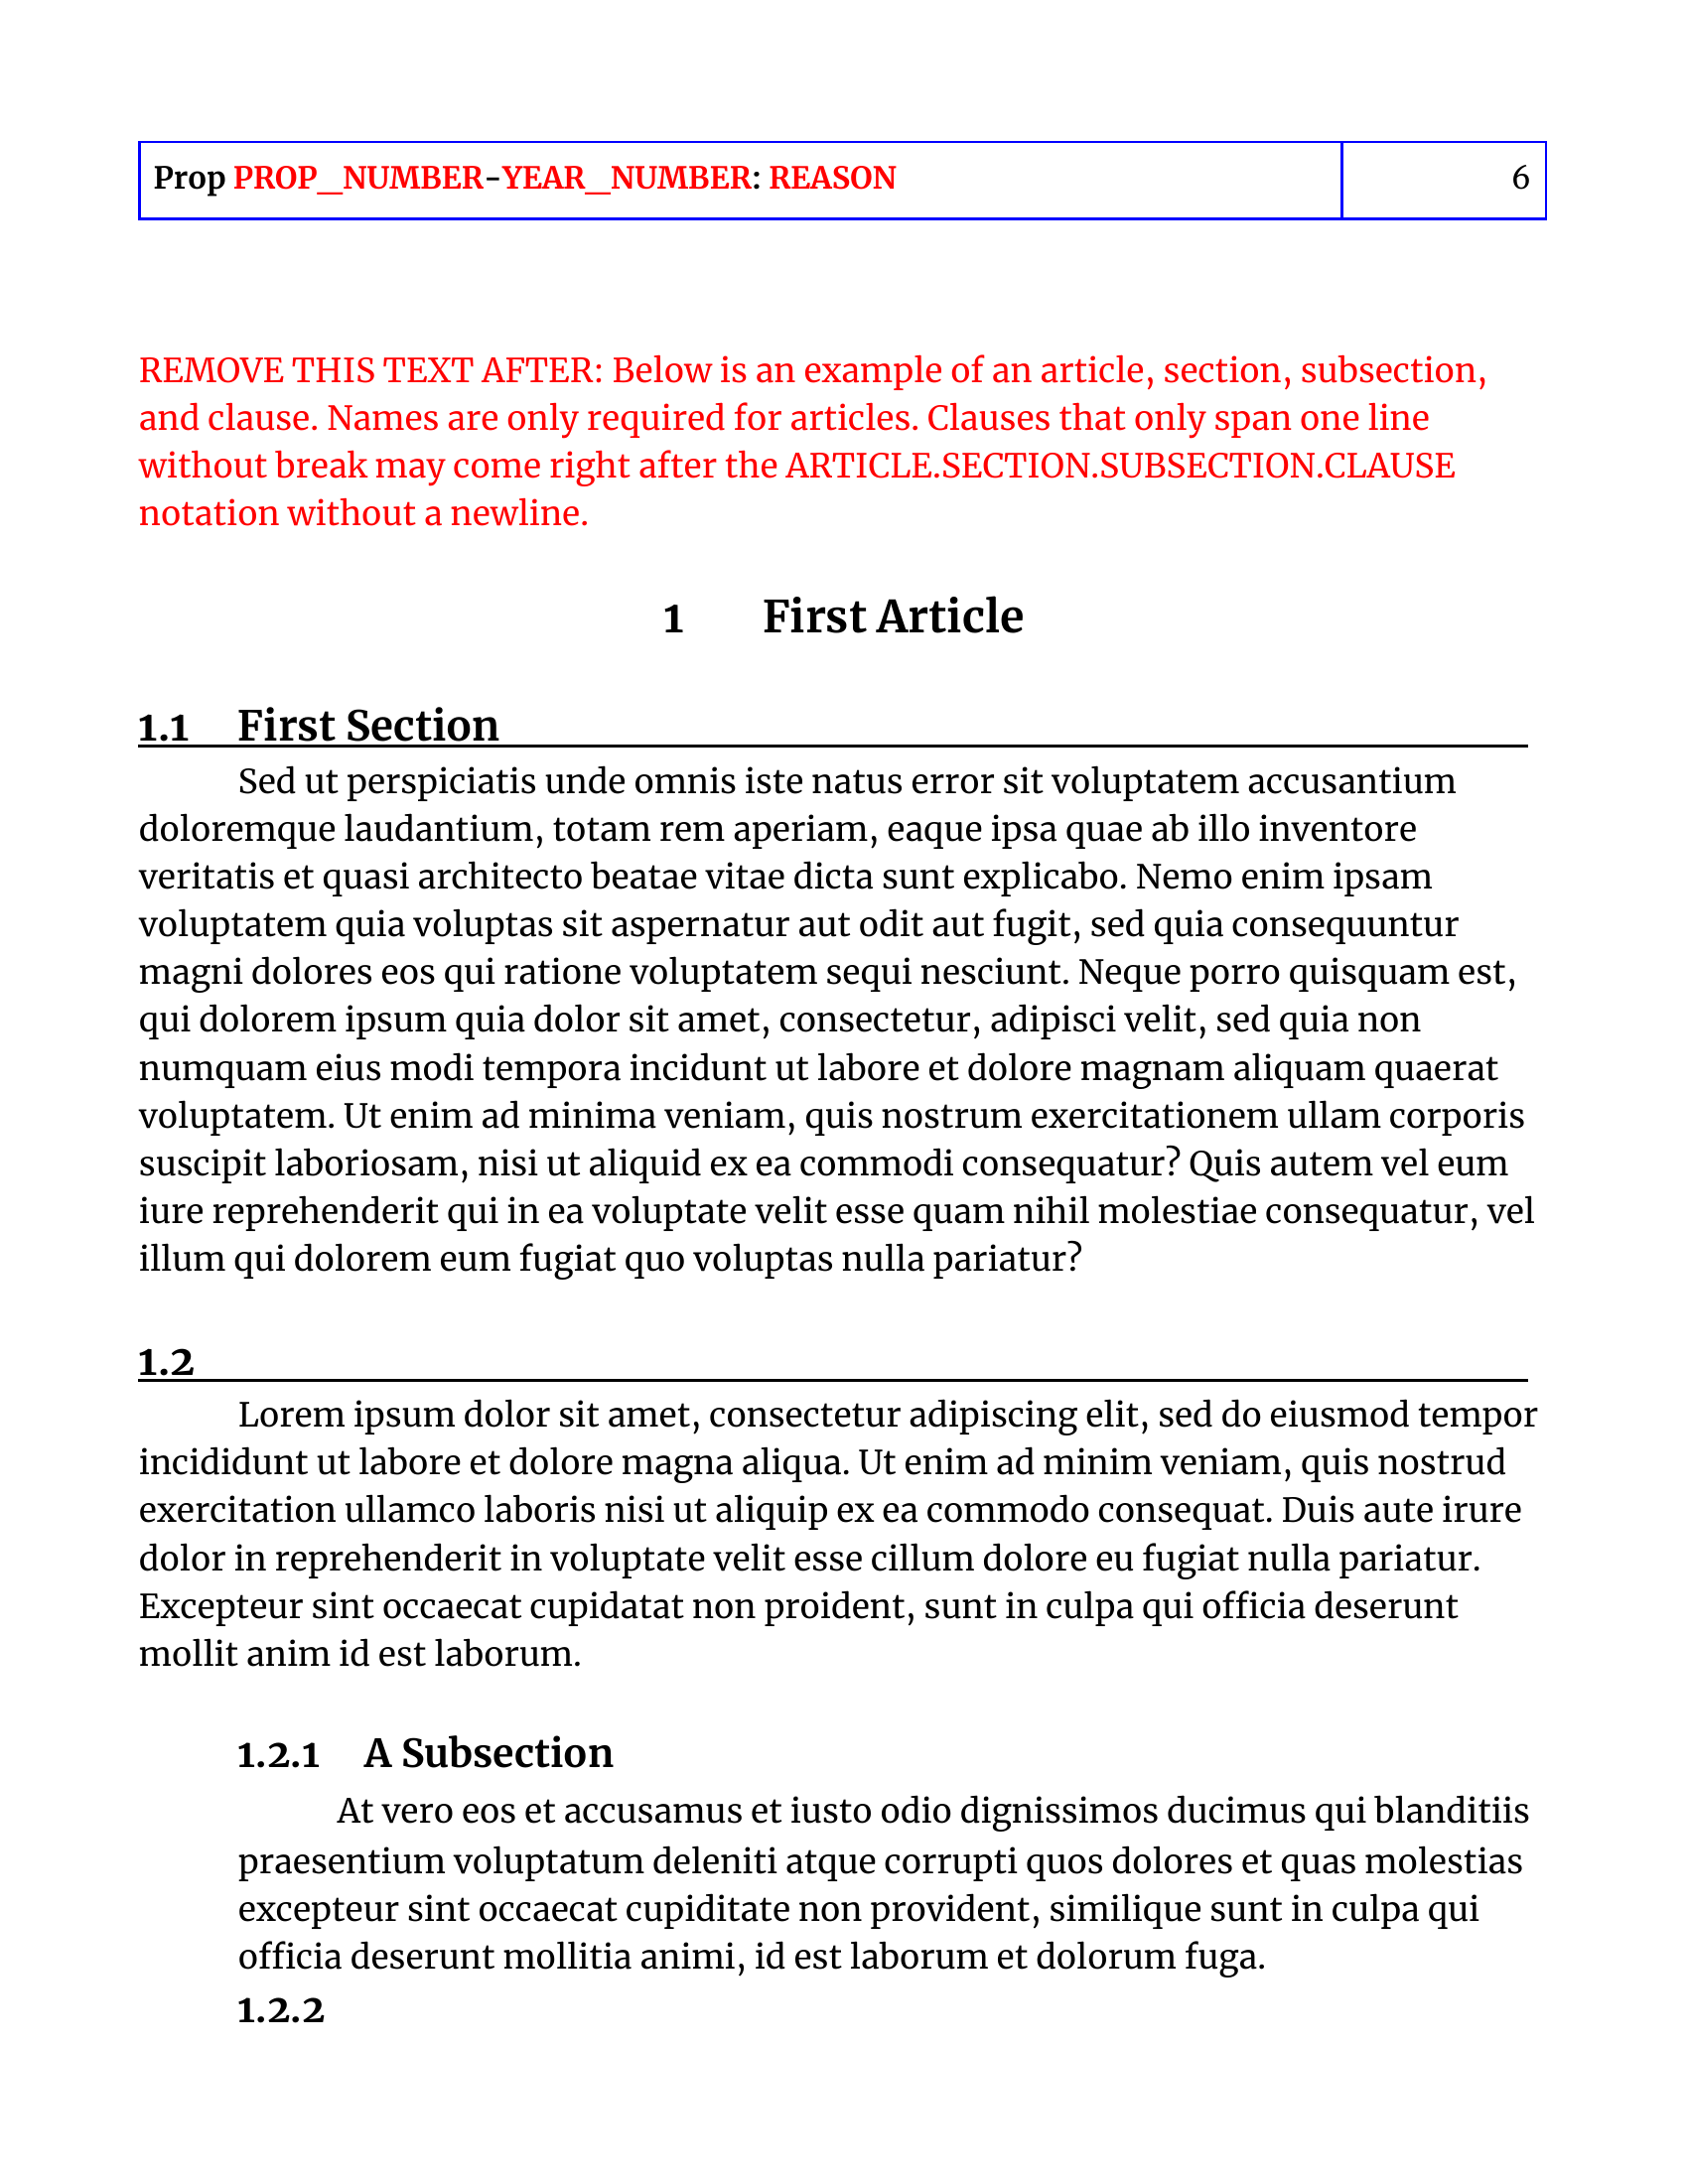 Prop PROP_NUMBER-YEAR_NUMBER: REASON 6
REMOVE THIS TEXT AFTER: Below is an example of an article, section, subsection,
and clause. Names are only required for articles. Clauses that only span one line
without break may come right after the ARTICLE.SECTION.SUBSECTION.CLAUSE
notation without a newline.
1 First Article
1.1 First Section
Sed ut perspiciatis unde omnis iste natus error sit voluptatem accusantium
doloremque laudantium, totam rem aperiam, eaque ipsa quae ab illo inventore
veritatis et quasi architecto beatae vitae dicta sunt explicabo. Nemo enim ipsam
voluptatem quia voluptas sit aspernatur aut odit aut fugit, sed quia consequuntur
magni dolores eos qui ratione voluptatem sequi nesciunt. Neque porro quisquam est,
qui dolorem ipsum quia dolor sit amet, consectetur, adipisci velit, sed quia non
numquam eius modi tempora incidunt ut labore et dolore magnam aliquam quaerat
voluptatem. Ut enim ad minima veniam, quis nostrum exercitationem ullam corporis
suscipit laboriosam, nisi ut aliquid ex ea commodi consequatur? Quis autem vel eum
iure reprehenderit qui in ea voluptate velit esse quam nihil molestiae consequatur, vel
illum qui dolorem eum fugiat quo voluptas nulla pariatur?
1.2
Lorem ipsum dolor sit amet, consectetur adipiscing elit, sed do eiusmod tempor
incididunt ut labore et dolore magna aliqua. Ut enim ad minim veniam, quis nostrud
exercitation ullamco laboris nisi ut aliquip ex ea commodo consequat. Duis aute irure
dolor in reprehenderit in voluptate velit esse cillum dolore eu fugiat nulla pariatur.
Excepteur sint occaecat cupidatat non proident, sunt in culpa qui officia deserunt
mollit anim id est laborum.
1.2.1 A Subsection
At vero eos et accusamus et iusto odio dignissimos ducimus qui blanditiis
praesentium voluptatum deleniti atque corrupti quos dolores et quas molestias
excepteur sint occaecat cupiditate non provident, similique sunt in culpa qui
officia deserunt mollitia animi, id est laborum et dolorum fuga.
1.2.2